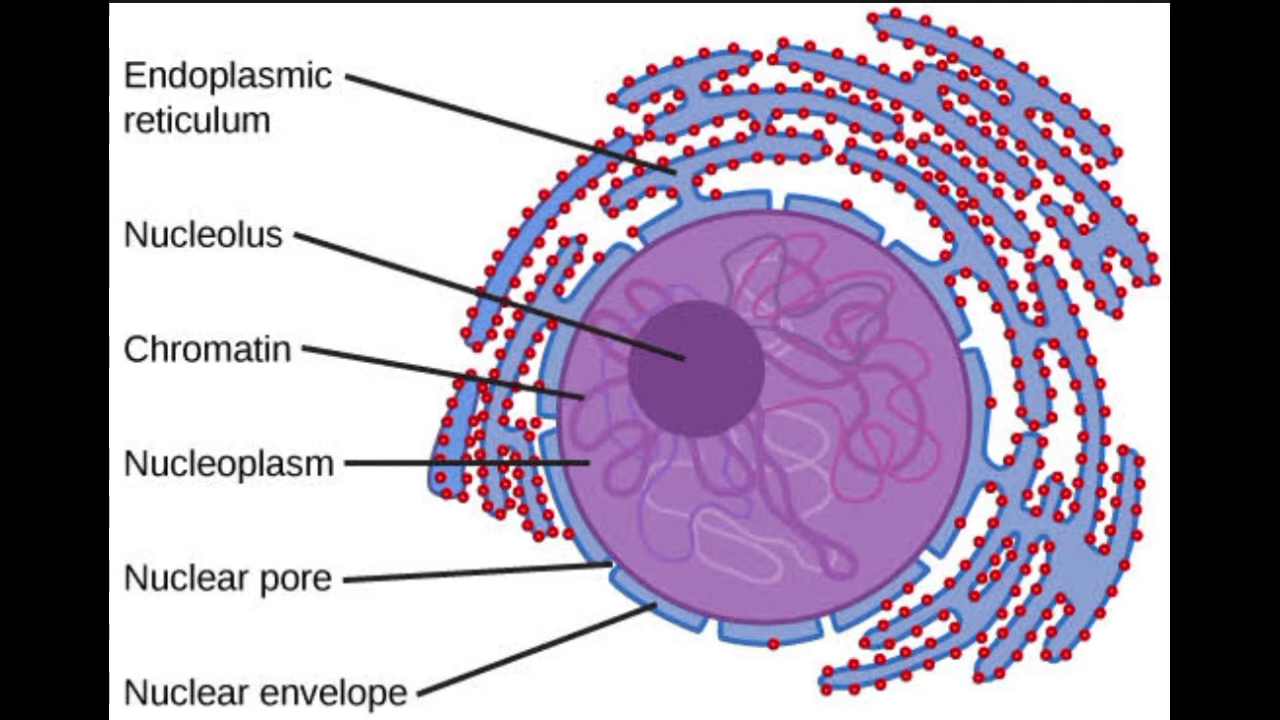 Endoplasmic
reticulum
Nucleolus
Chromatin
Nucleoplasm
Nuclear pore
Nuclear envelope